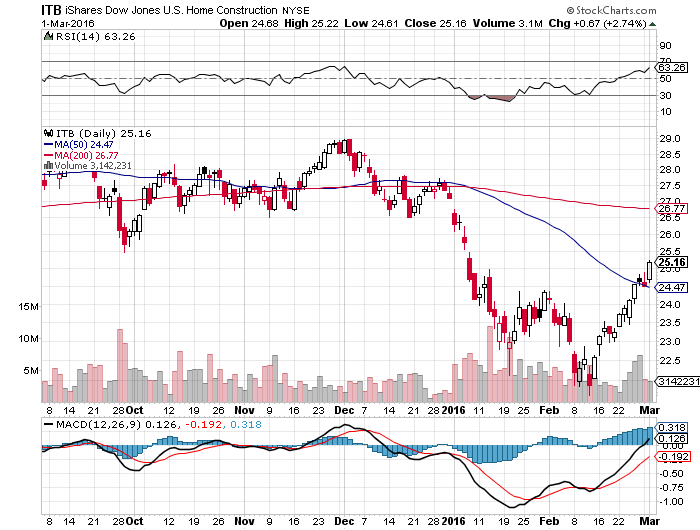 ITB iShares Dow Jones U.S. Home Construction NYSE © StockCharts.com
1-Mar-2016 Open 24.68 High 25.22 Low 24.61 Close 25.16 Volume 3.1M Chg +0.67 (+2.74%)
RSI(14) 63.26
90
70
63.26
50
30
10
ITB (Daily) 25.16
MA(50) 24.47
MA(200) 26.77
Volume 3,142,231
29.0
28.5
28.0
27.5
27.0
26.77
26.5
26.0
25.5
25.16
25.0
24.47
24.0
23.5
23.0
22.5
22.0
3142231
15M
10M
5M
8 14 21 28 Oct 12 19 26 Nov 9 16 23 Dec 7 14 21 28 2016 11 19 25 Feb 8 16 22 Mar
MACD(12,26,9) 0.126, -0.192, 0.318
0.318
0.126
-0.192
-0.50
-0.75
-1.00
8 14 21 28 Oct 12 19 26 Nov 9 16 23 Dec 7 14 21 28 2016 11 19 25 Feb 8 16 22 Mar